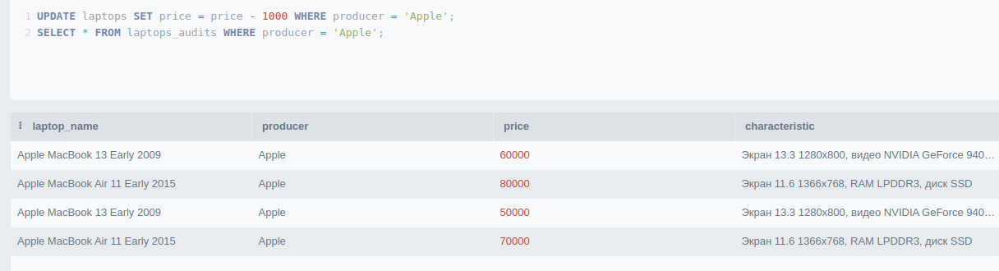 1 UPDATE laptops SET price = price - 1000 WHERE producer = 'Apple';
2 SELECT * FROM laptops_audits WHERE producer = 'Apple';
laptop_name producer price characteristic
Apple MacBook 13 Early 2009 Apple 60000 Экран 13.3 1280x800, видео NVIDIA GeForce 940...
Apple MacBook Air 11 Early 2015 Apple 80000 Экран 11.6 1366x768, RAM LPDDR3, диск SSD
Apple MacBook 13 Early 2009 Apple 50000 Экран 13.3 1280x800, видео NVIDIA GeForce 940...
Apple MacBook Air 11 Early 2015 Apple 70000 Экран 11.6 1366x768, RAM LPDDR3, диск SSD